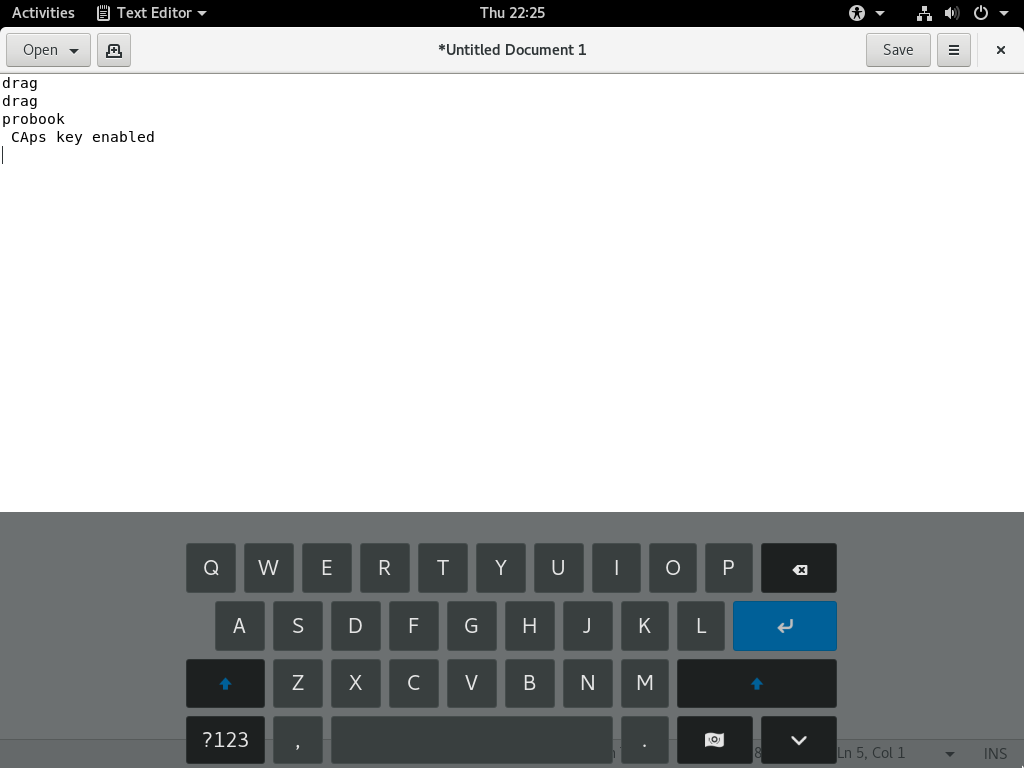 Activities Text Editor Thu 22:25
Open *Untitled Document 1 Save
drag
drag
probook
 CAps key enabled
Q W E R T Y U I O P
A S D F G H J K L
Z X C V B N M
?123 , .
Ln 5, Col 1 INS